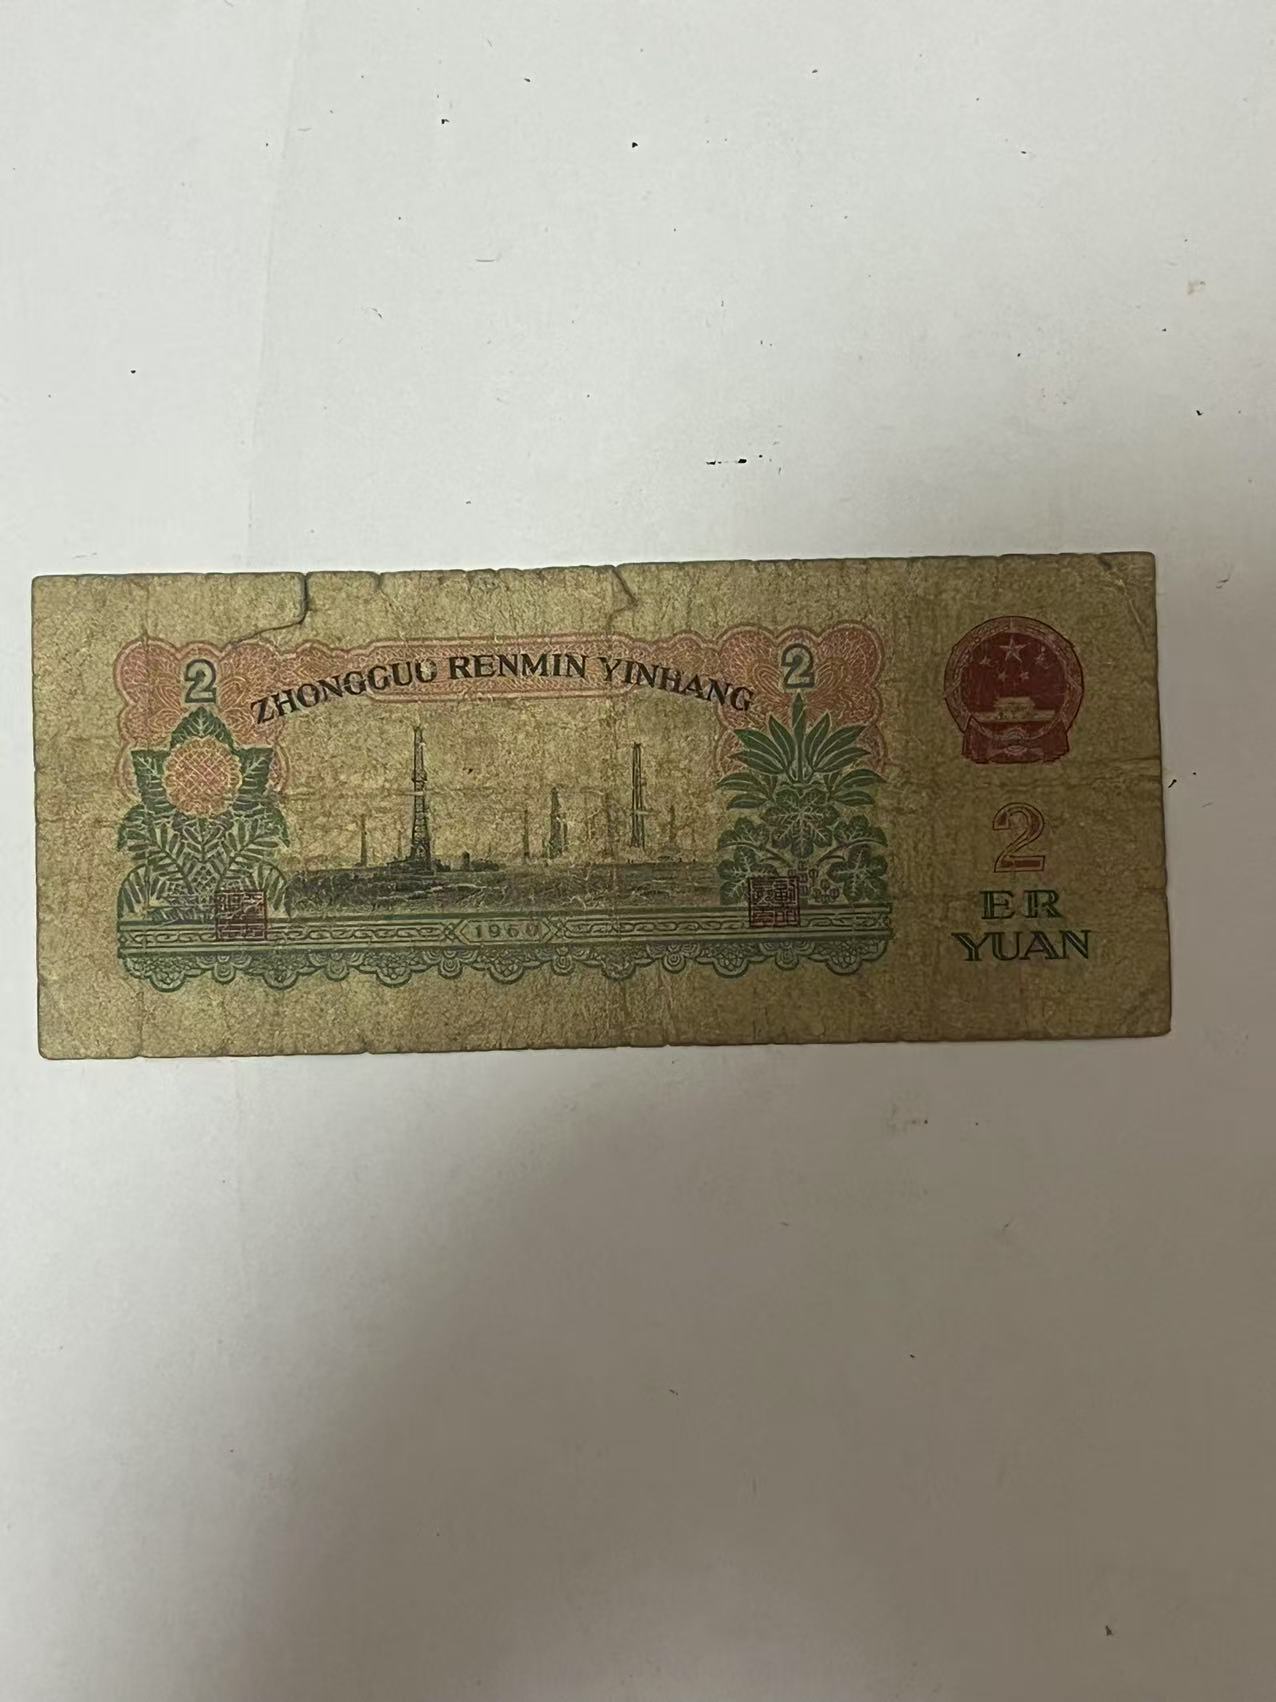 2
ZHONGGUO RENMIN YINHANG
2
1960
2
ER
YUAN